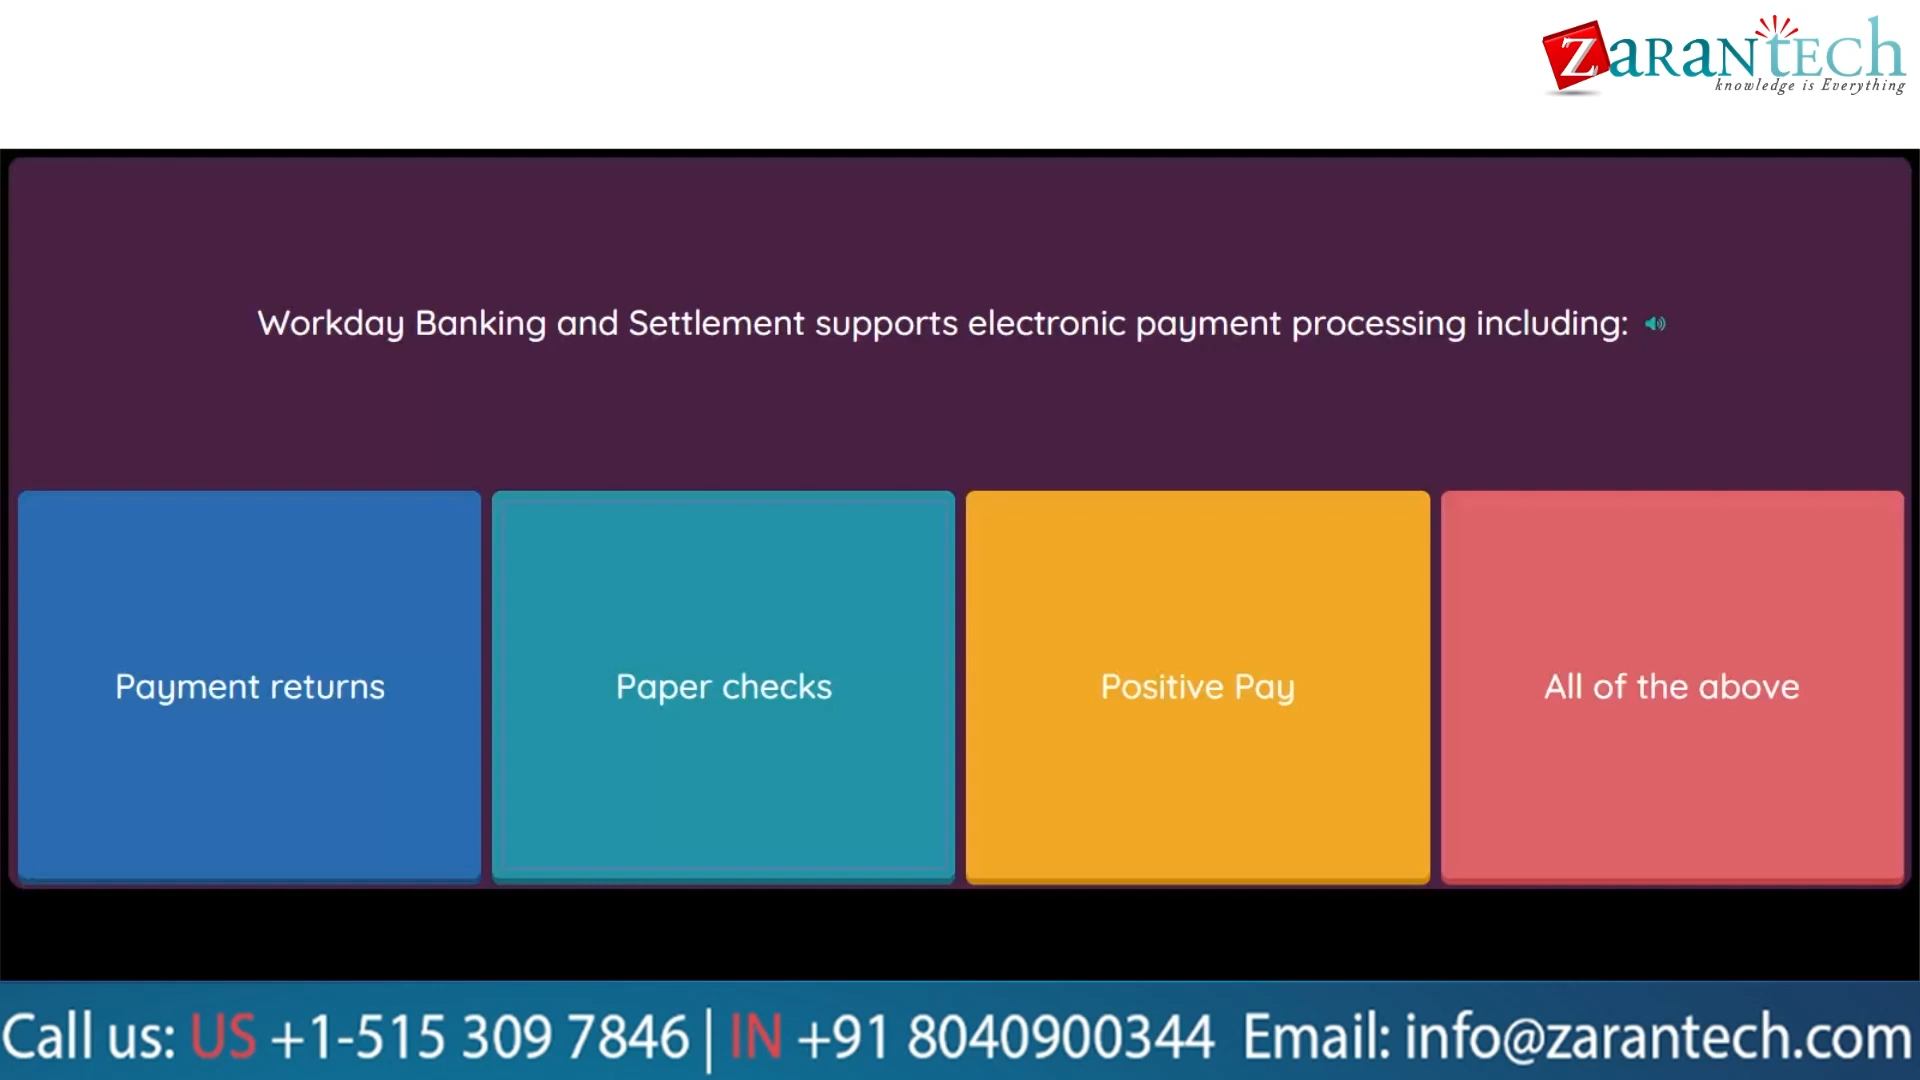 ZARANTECH
knowledge is Everything
Workday Banking and Settlement supports electronic payment processing including:
Payment returns
Paper checks
Positive Pay
All of the above
Call us: US +1-515 309 7846 | IN +91 8040900344 Email: info@zarantech.com